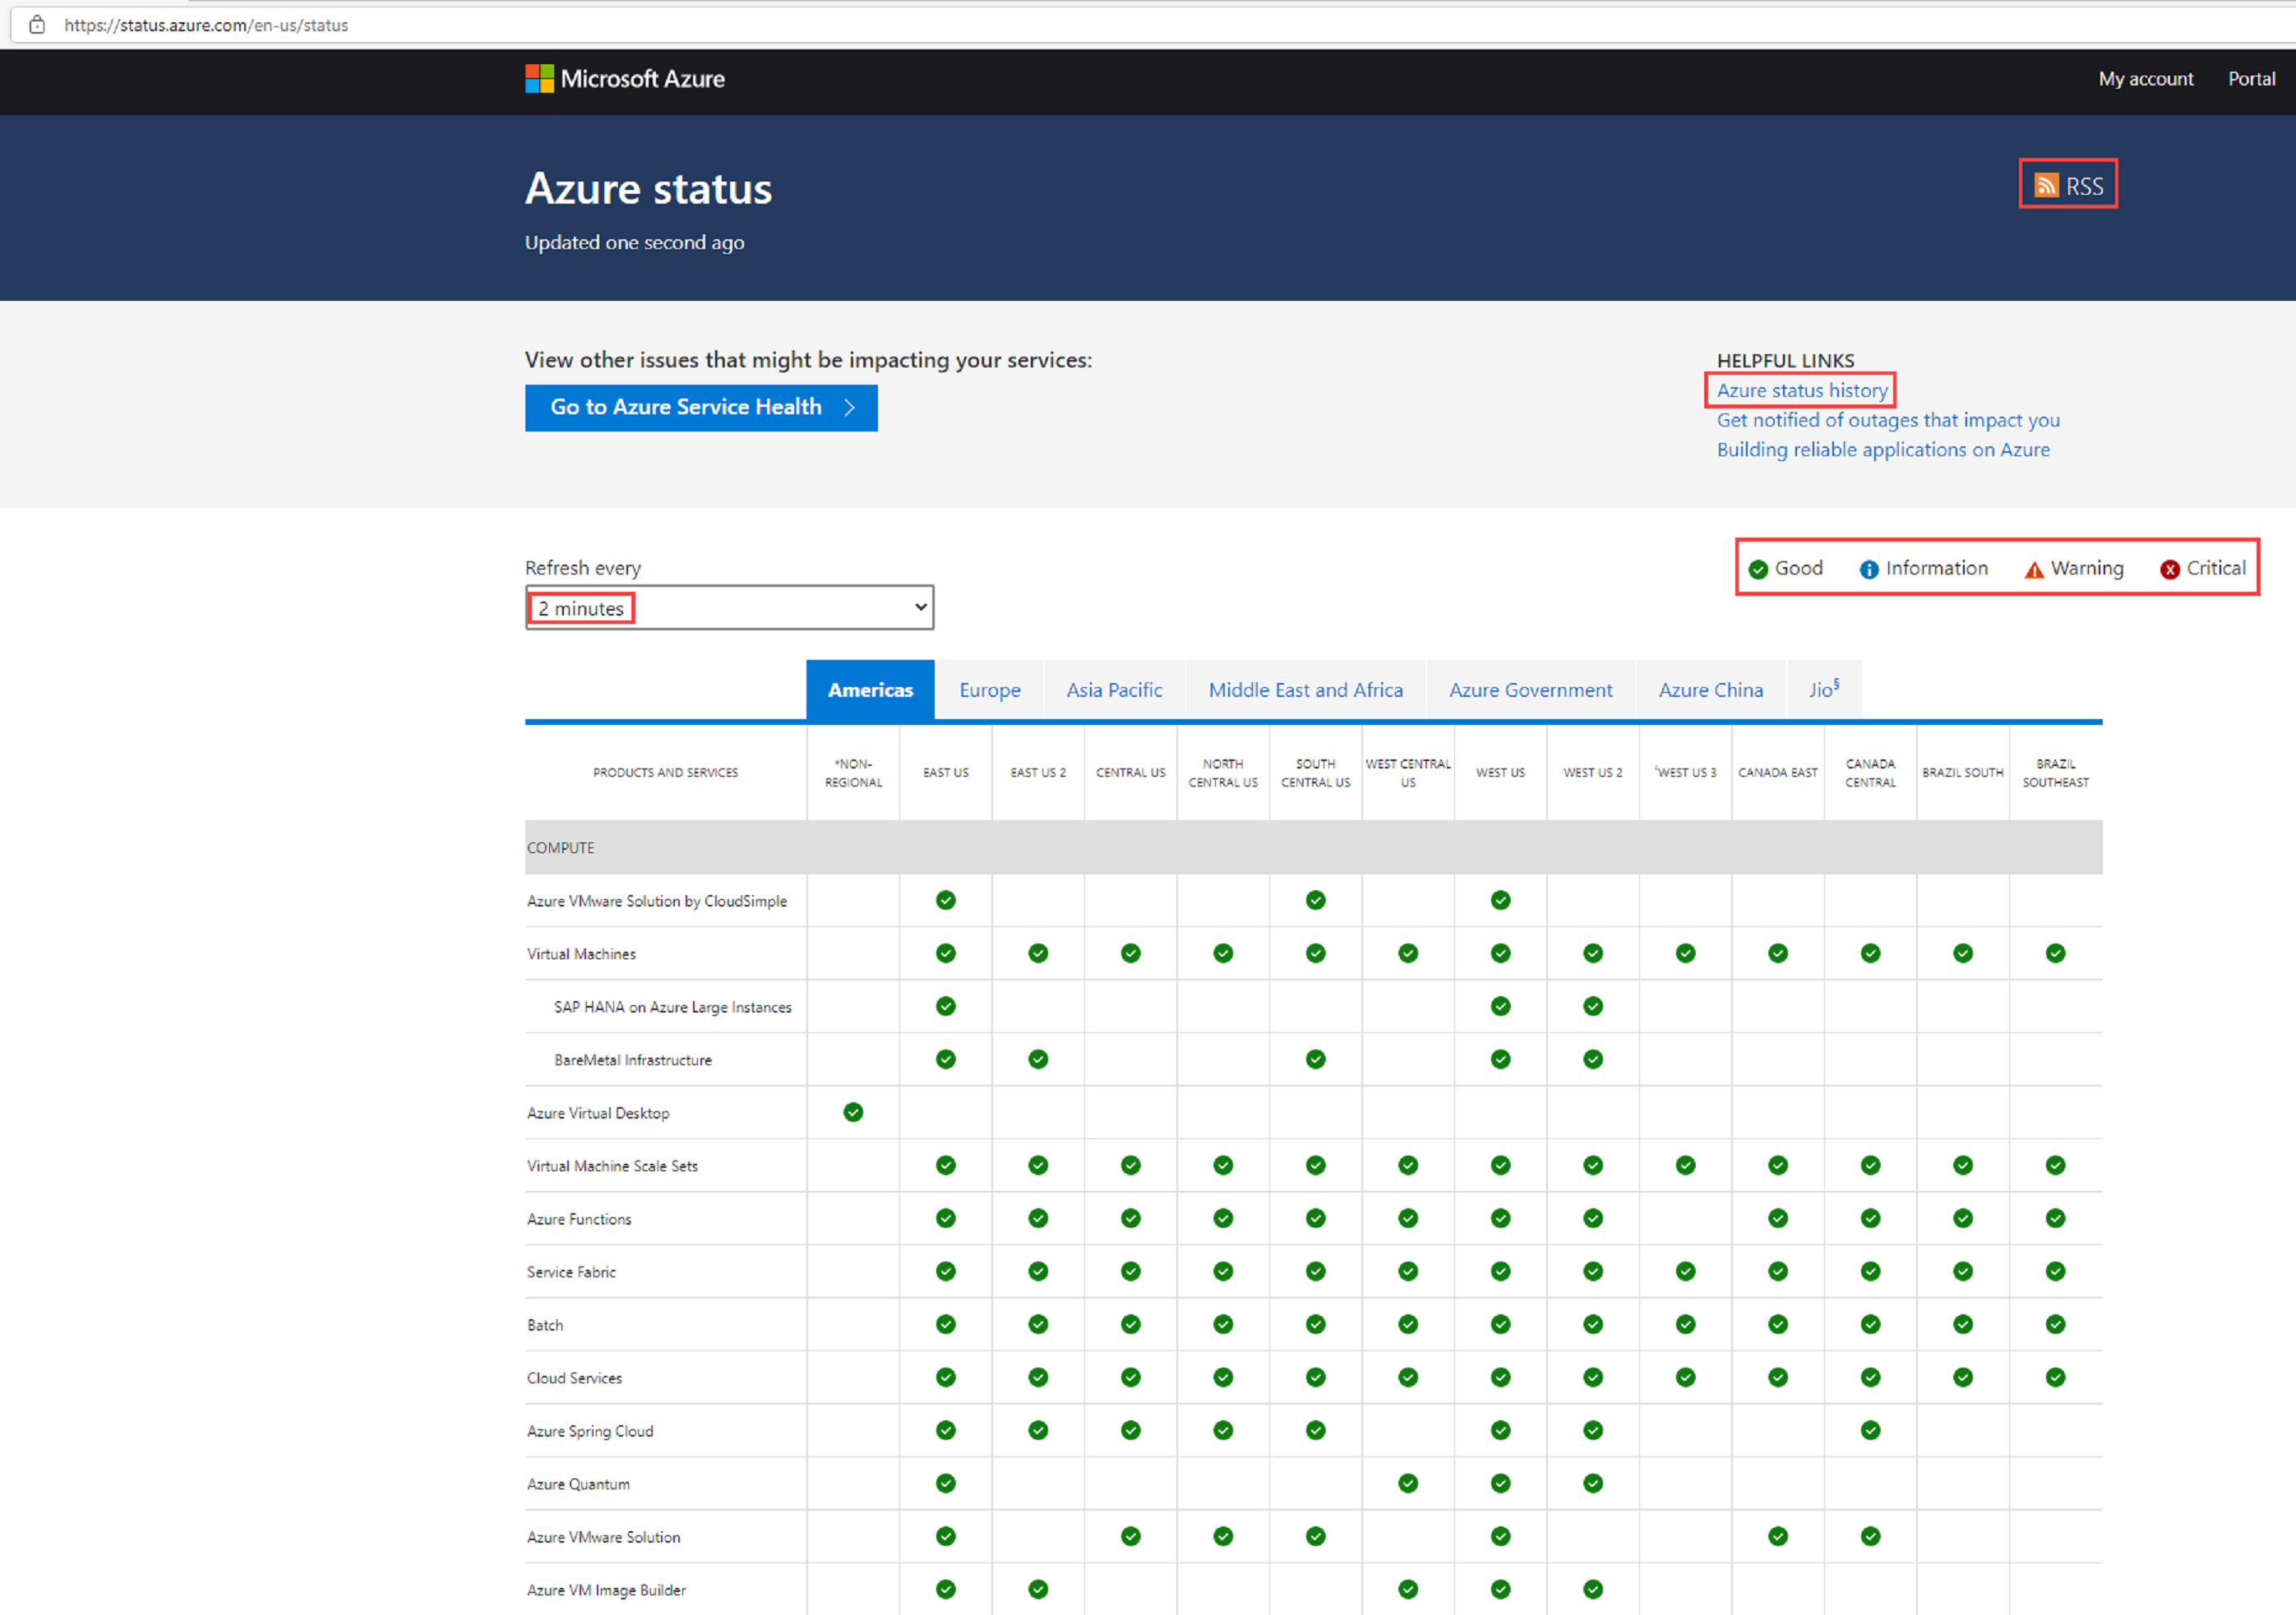 https://status.azure.com/en-us/status
Microsoft Azure
My account
Portal
Azure status
RSS
Updated one second ago
View other issues that might be impacting your services:
Go to Azure Service Health
HELPFUL LINKS
Azure status history
Get notified of outages that impact you
Building reliable applications on Azure
Refresh every
2 minutes
Good
Information
Warning
Critical
Americas
Europe
Asia Pacific
Middle East and Africa
Azure Government
Azure China
Jio§
PRODUCTS AND SERVICES
*NON-
REGIONAL
EAST US
EAST US 2
CENTRAL US
NORTH
CENTRAL US
SOUTH
CENTRAL US
WEST CENTRAL
US
WEST US
WEST US 2
WEST US 3
CANADA EAST
CANADA
CENTRAL
BRAZIL SOUTH
BRAZIL
SOUTHEAST
COMPUTE
Azure VMware Solution by CloudSimple
Virtual Machines
SAP HANA on Azure Large Instances
BareMetal Infrastructure
Azure Virtual Desktop
Virtual Machine Scale Sets
Azure Functions
Service Fabric
Batch
Cloud Services
Azure Spring Cloud
Azure Quantum
Azure VMware Solution
Azure VM Image Builder